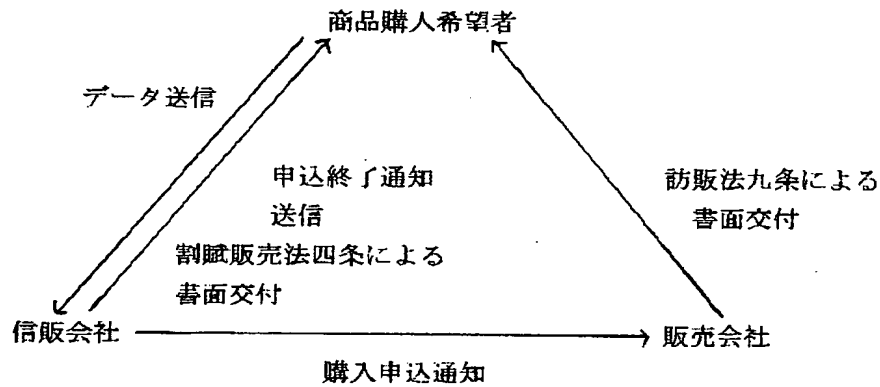 商品購入希望者
データ送信
申込終了通知
送信
割賦販売法四条による
書面交付
訪販法九条による
書面交付
信販会社
販売会社
購入申込通知